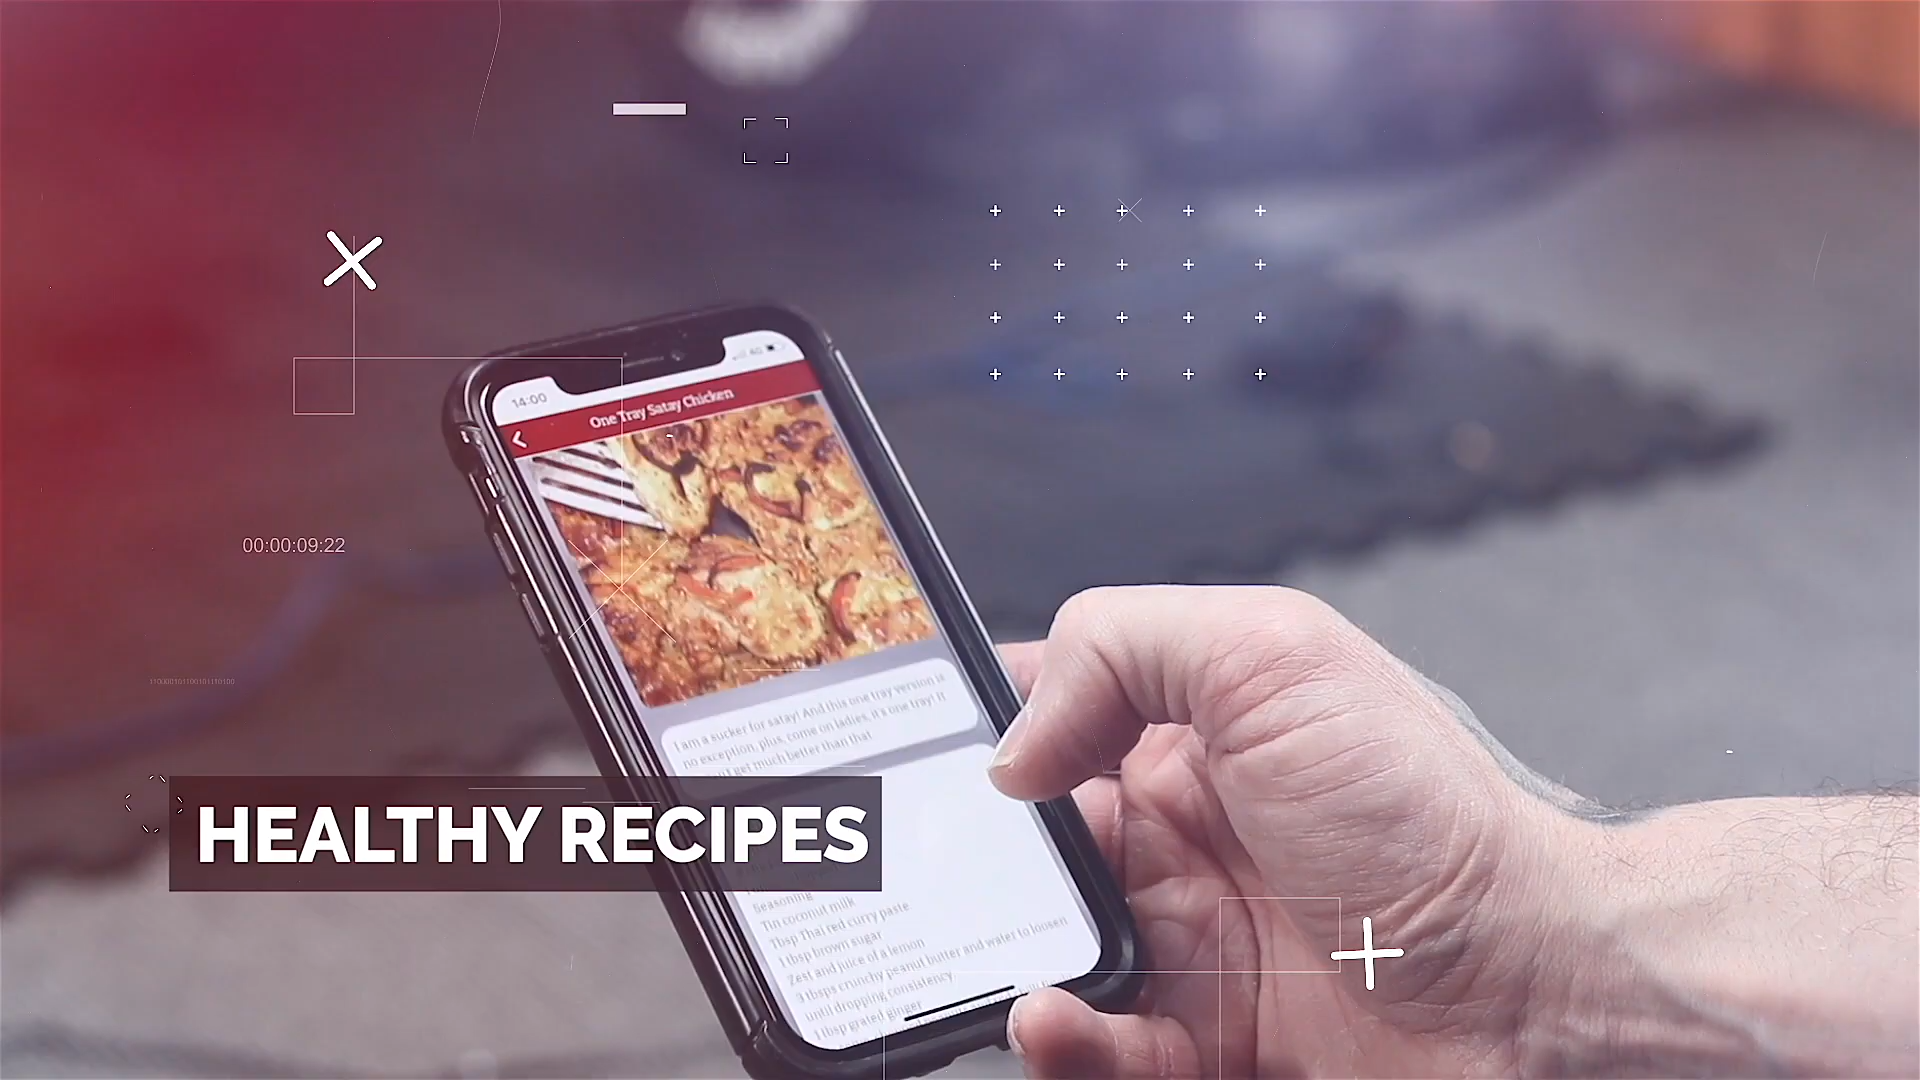 14:00
4G
One Tray Satay Chicken
00:00:09:22
I am a sucker for satay! And this one tray version is
no exception, plus, come on ladies, it's one tray! It
get much better than that
HEALTHY RECIPES
Seasoning
Tin coconut milk
Tbsp Thai red curry paste
1 tbsp brown sugar
Zest and juice of a lemon
3 tbsps crunchy peanut butter and water to loosen
until dropping consistency
1 tbsp grated ginger